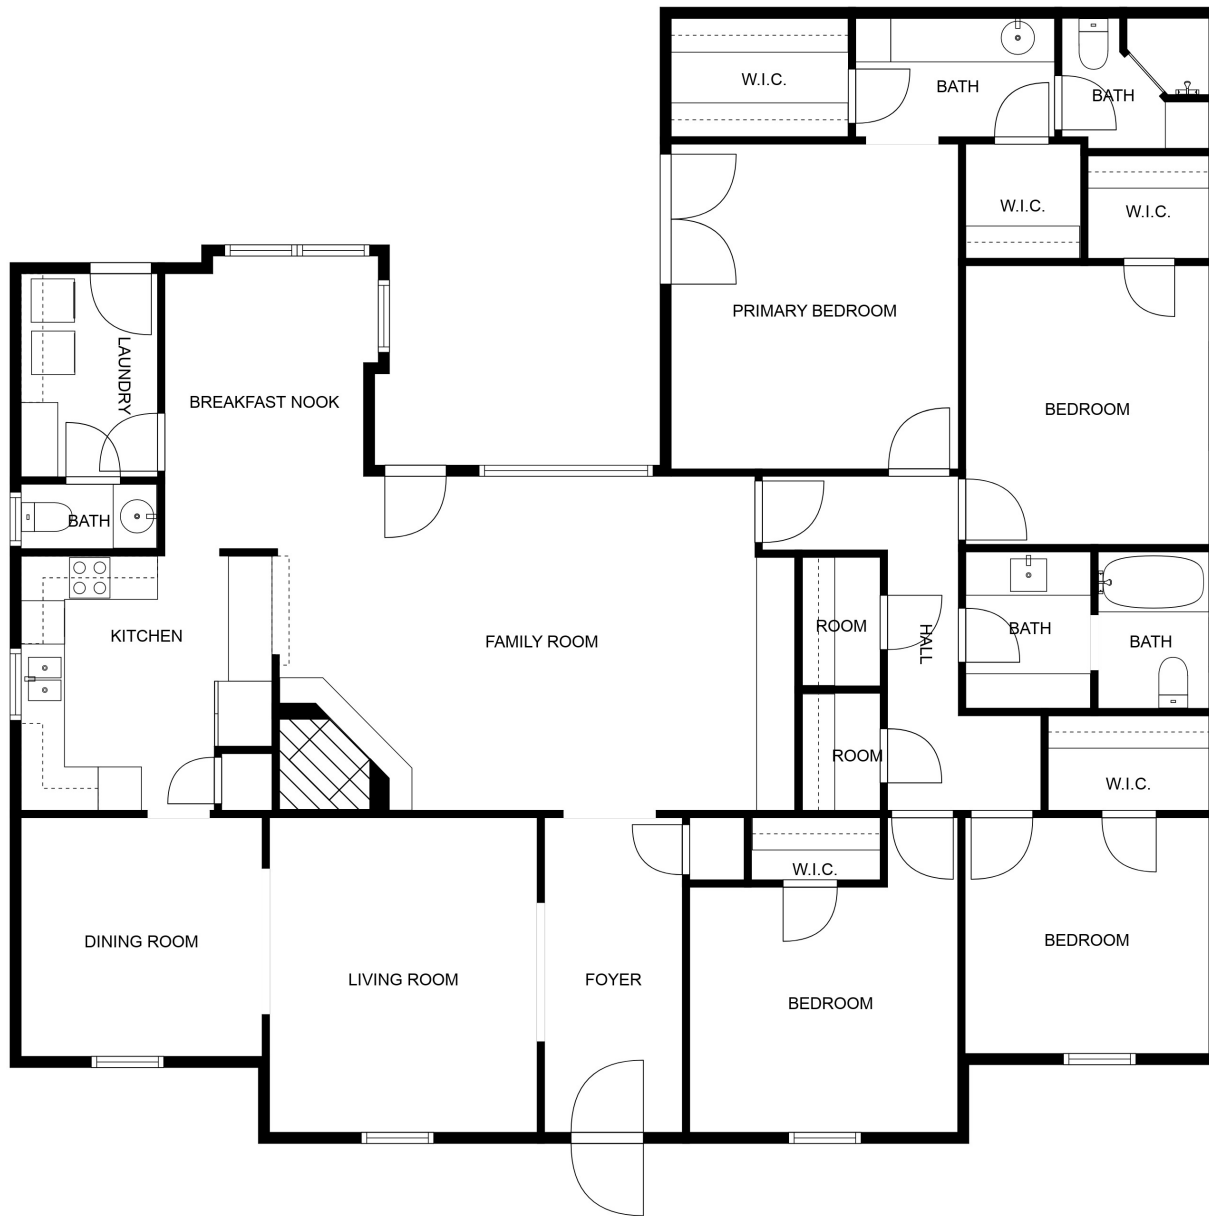 W.I.C.
BATH
BATH
W.I.C.
W.I.C.
PRIMARY BEDROOM
LAUNDRY
BREAKFAST NOOK
BEDROOM
BATH
KITCHEN
FAMILY ROOM
ROOM
HALL
BATH
BATH
ROOM
W.I.C.
W.I.C.
DINING ROOM
LIVING ROOM
FOYER
BEDROOM
BEDROOM